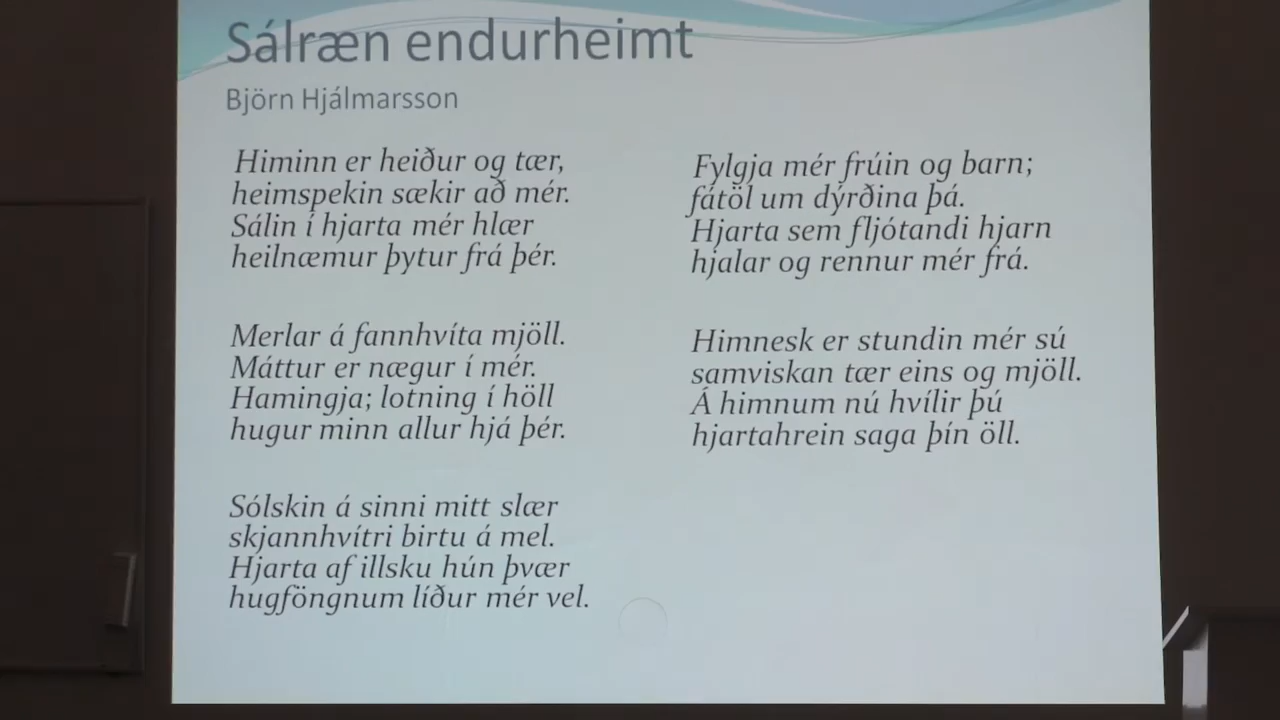 Sálræn endurheimt
Björn Hjálmarsson
Himinn er heiður og tær,
heimspekin sækir að mér.
Sálin í hjarta mér hlær
heilnæmur þytur frá þér.
Merlar á fannhvíta mjöll.
Máttur er nægur í mér.
Hamingja; lotning í höll
hugur minn allur hjá þér.
Sólskin á sinni mitt slær
skjannhvítri birtu á mel.
Hjarta af illsku hún þvær
hugföngnum líður mér vel.
Fylgja mér frúin og barn;
fátöl um dýrðina þá.
Hjarta sem fljótandi hjarn
hjalar og rennur mér frá.
Himnesk er stundin mér sú
samviskan tær eins og mjöll.
Á himnum nú hvílir þú
hjartahrein saga þín öll.